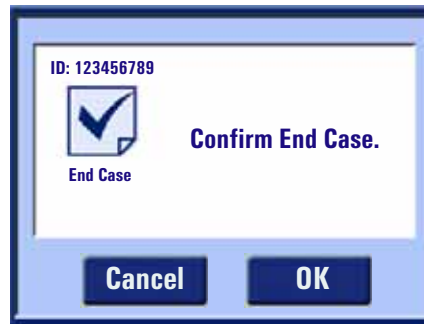 ID: 123456789
Confirm End Case.
End Case
Cancel
OK